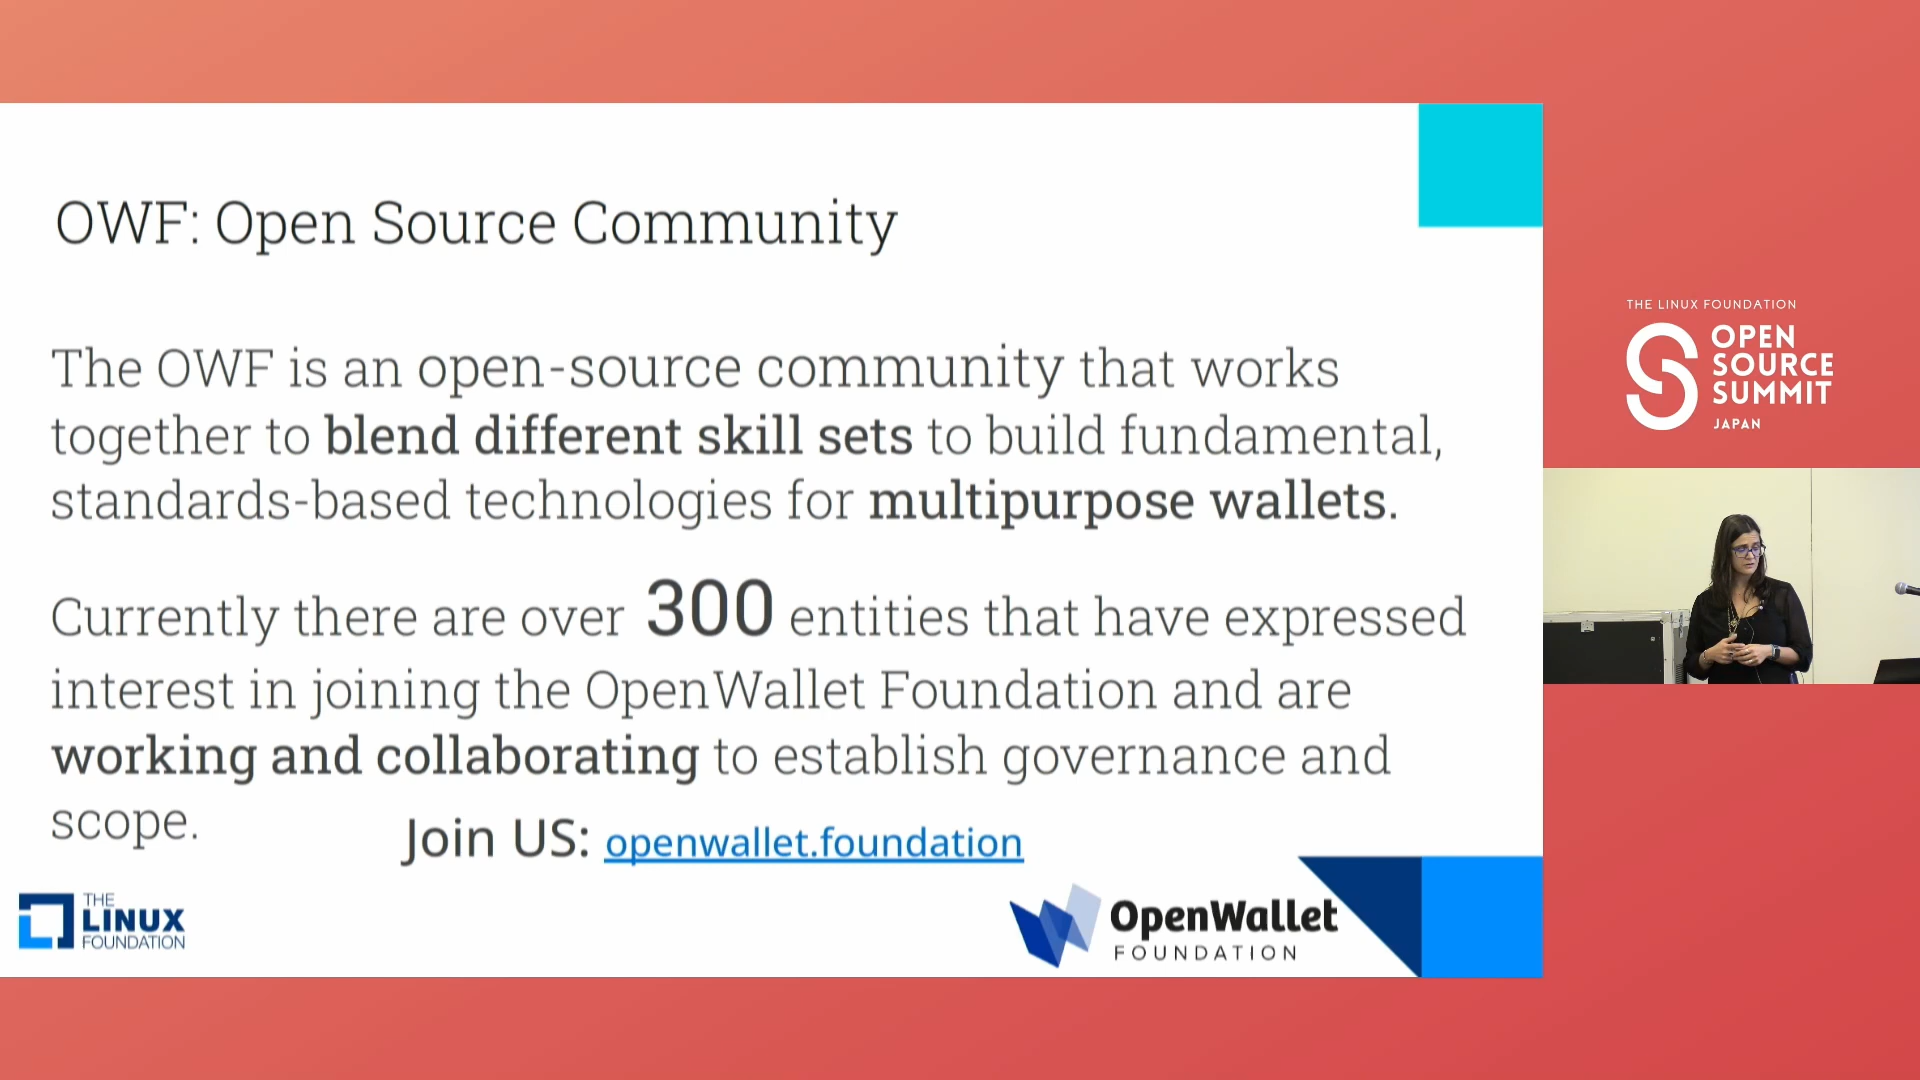 OWF: Open Source Community
The OWF is an open-source community that works
together to blend different skill sets to build fundamental,
standards-based technologies for multipurpose wallets.
Currently there are over 300 entities that have expressed
interest in joining the OpenWallet Foundation and are
working and collaborating to establish governance and
scope.
Join US: openwallet.foundation
THE
LINUX
FOUNDATION
OpenWallet
FOUNDATION
THE LINUX FOUNDATION
OPEN
SOURCE
SUMMIT
JAPAN